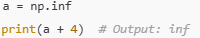 a = np.inf
print(a + 4)  # Output: inf